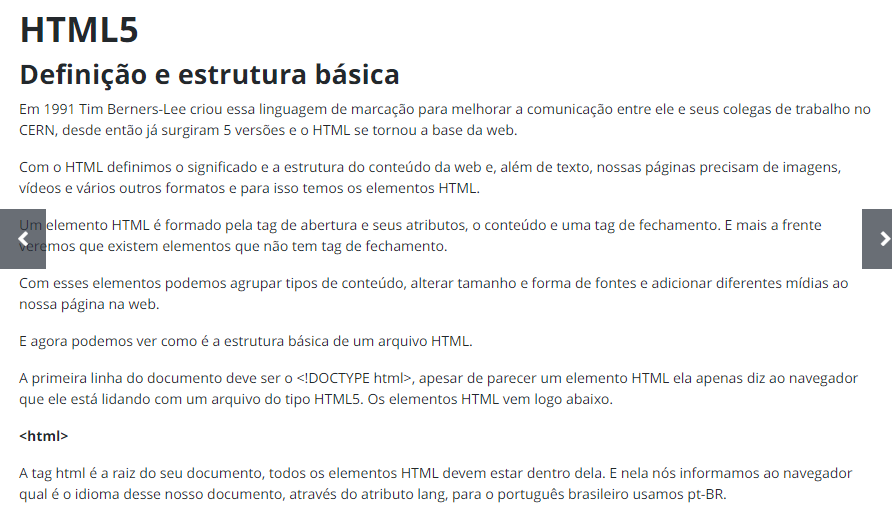 HTML5
Definição e estrutura básica
Em 1991 Tim Berners-Lee criou essa linguagem de marcação para melhorar a comunicação entre ele e seus colegas de trabalho no
CERN, desde então já surgiram 5 versões e o HTML se tornou a base da web.
Com o HTML definimos o significado e a estrutura do conteúdo da web e, além de texto, nossas páginas precisam de imagens,
vídeos e vários outros formatos e para isso temos os elementos HTML.
Um elemento HTML é formado pela tag de abertura e seus atributos, o conteúdo e uma tag de fechamento. E mais a frente
veremos que existem elementos que não tem tag de fechamento.
Com esses elementos podemos agrupar tipos de conteúdo, alterar tamanho e forma de fontes e adicionar diferentes mídias ao
nossa página na web.
E agora podemos ver como é a estrutura básica de um arquivo HTML.
A primeira linha do documento deve ser o <!DOCTYPE html>, apesar de parecer um elemento HTML ela apenas diz ao navegador
que ele está lidando com um arquivo do tipo HTML5. Os elementos HTML vem logo abaixo.
<html>
A tag html é a raiz do seu documento, todos os elementos HTML devem estar dentro dela. E nela nós informamos ao navegador
qual é o idioma desse nosso documento, através do atributo lang, para o português brasileiro usamos pt-BR.